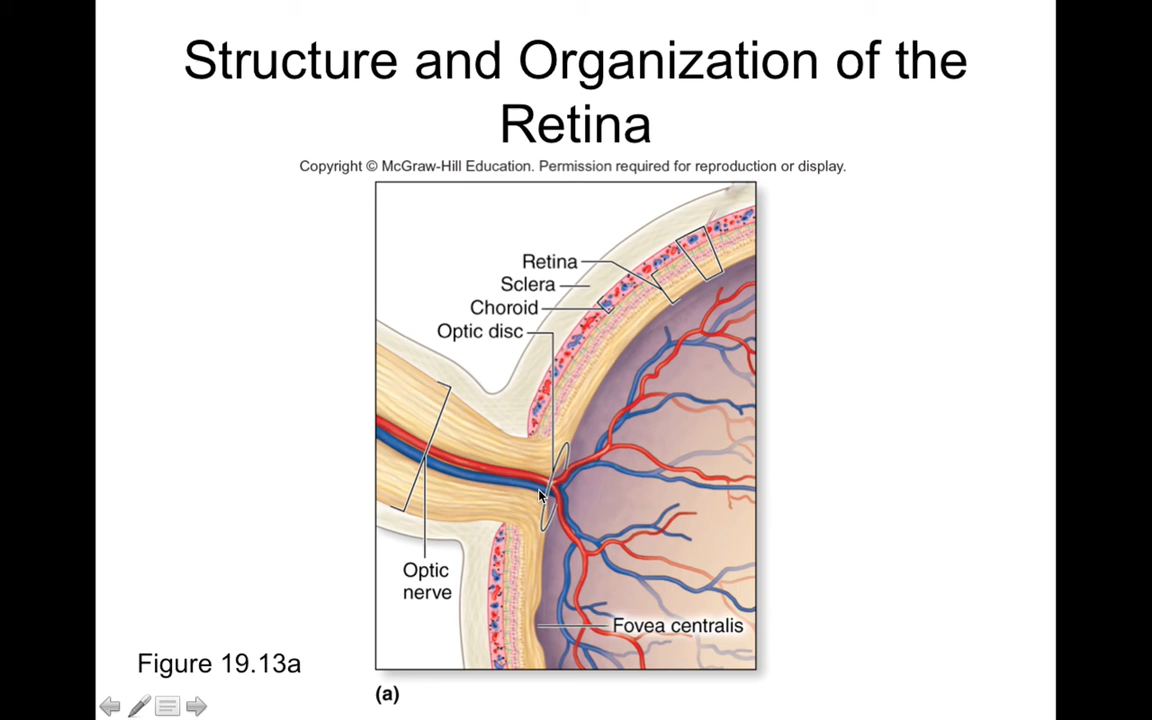 Structure and Organization of the
Retina
Copyright © McGraw-Hill Education. Permission required for reproduction or display.
Retina
Sclera
Choroid
Optic disc
Optic
nerve
Fovea centralis
Figure 19.13a
(a)